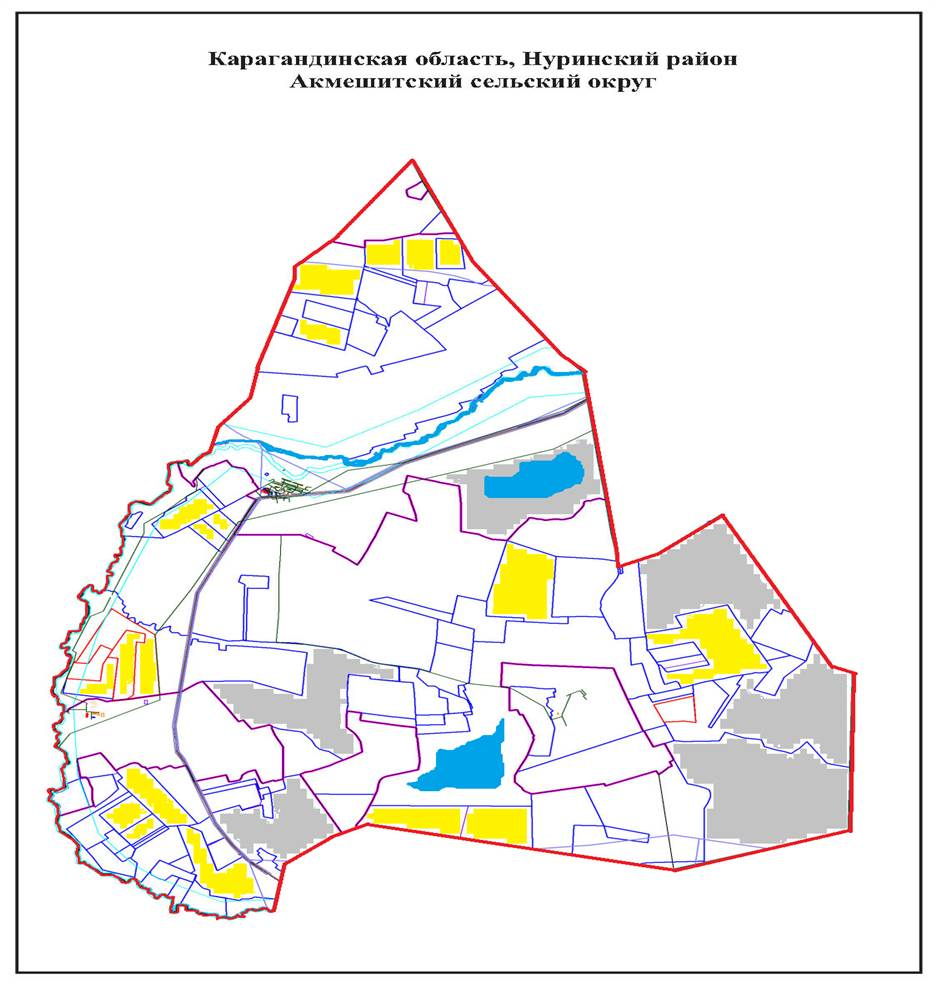 Карагандинская область, Нуринский район
Акмешитский сельский округ